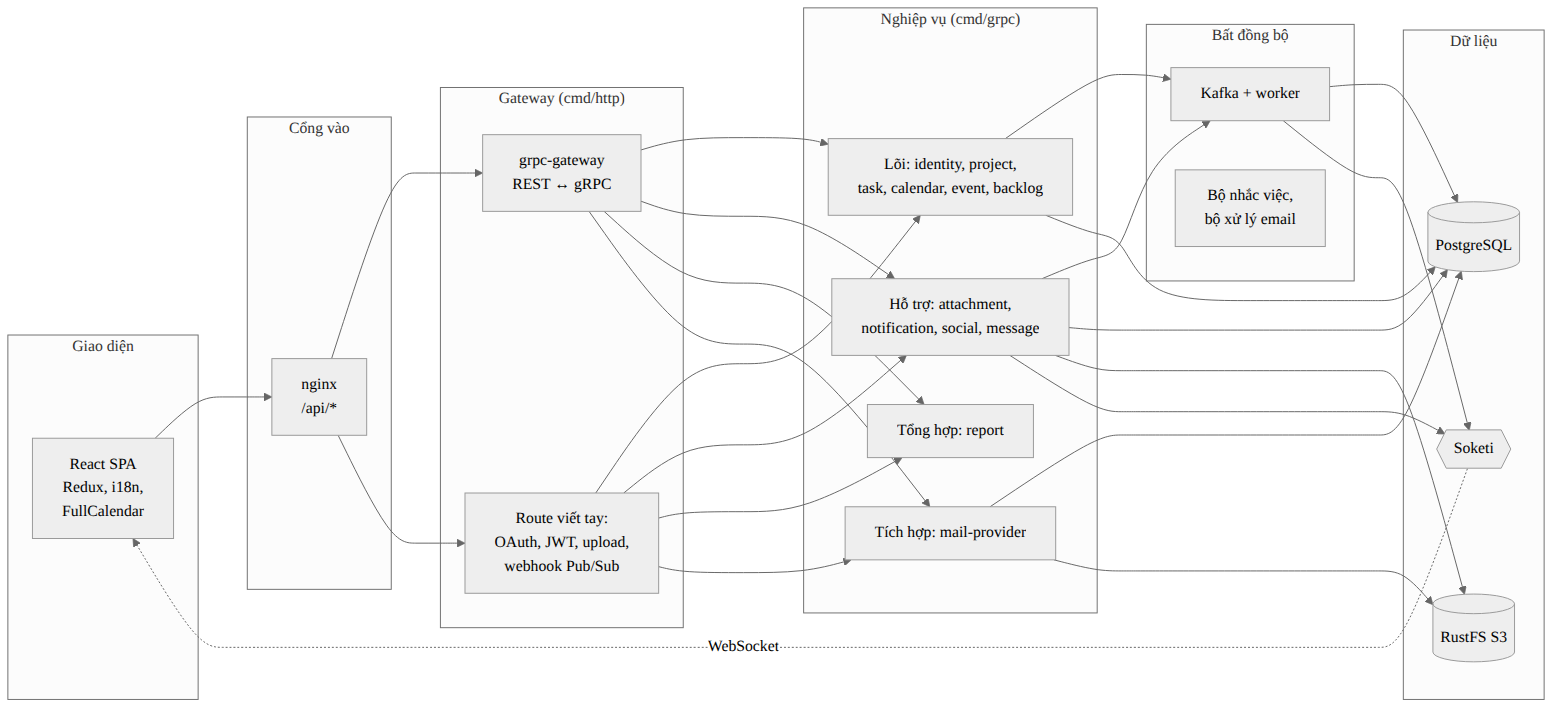 Giao diện
React SPA
Redux, i18n,
FullCalendar
Cổng vào
nginx
/api/*
Gateway (cmd/http)
grpc-gateway
REST ↔ gRPC
Route viết tay:
OAuth, JWT, upload,
webhook Pub/Sub
Nghiệp vụ (cmd/grpc)
Lõi: identity, project,
task, calendar, event, backlog
Hỗ trợ: attachment,
notification, social, message
Tổng hợp: report
Tích hợp: mail-provider
Bất đồng bộ
Kafka + worker
Bộ nhắc việc,
bộ xử lý email
Dữ liệu
PostgreSQL
Soketi
RustFS S3
WebSocket